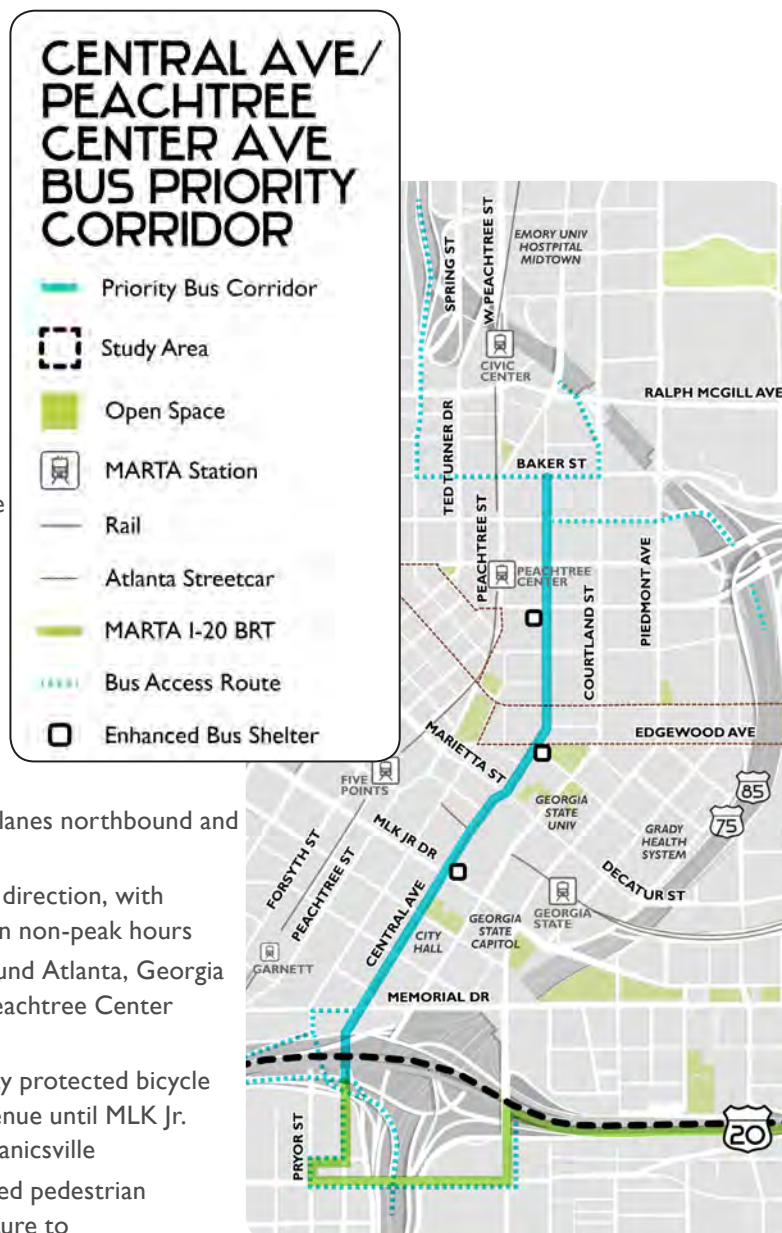 CENTRAL AVE/
PEACHTREE
CENTER AVE
BUS PRIORITY
CORRIDOR
Priority Bus Corridor
Study Area
Open Space
MARTA Station
Rail
Atlanta Streetcar
MARTA I-20 BRT
Bus Access Route
Enhanced Bus Shelter
e
lanes northbound and
direction, with
n non-peak hours
und Atlanta, Georgia
eachtree Center
y protected bicycle
enue until MLK Jr.
anicsville
ed pedestrian
ure to
SPRING ST
W PEACHTREE ST
EMORY UNIV
HOSTPITAL
MIDTOWN
CIVIC
CENTER
RALPH MCGILL AVE
TED TURNER DR
BAKER ST
PEACHTREE ST
PEACHTREE
CENTER
COURTLAND ST
PIEDMONT AVE
EDGEWOOD AVE
MARIETTA ST
FIVE
POINTS
GEORGIA
STATE
UNIV
85
75
GRADY
HEALTH
SYSTEM
MLK JR DR
DECATUR ST
FORSYTH ST
PEACHTREE ST
CENTRAL AVE
GEORGIA
STATE
CITY
HALL
GEORGIA
STATE
CAPITOL
GARNETT
MEMORIAL DR
PRYOR ST
20